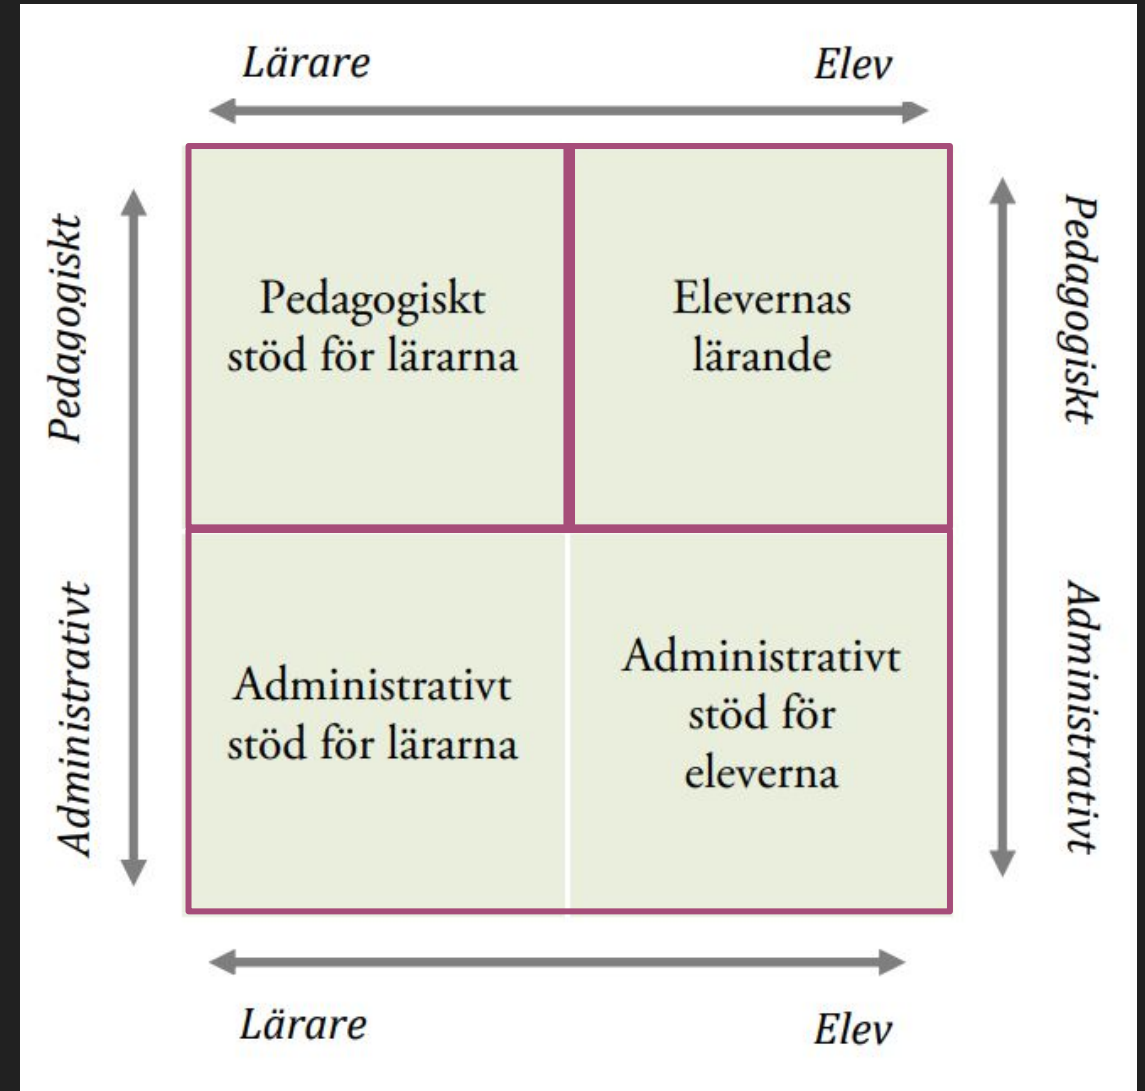 Lärare
Elev
Pedagogiskt
Pedagogiskt
stöd för lärarna
Elevernas
lärande
Pedagogiskt
Administrativt
Administrativt
stöd för lärarna
Administrativt
stöd för
eleverna
Administrativt
Lärare
Elev